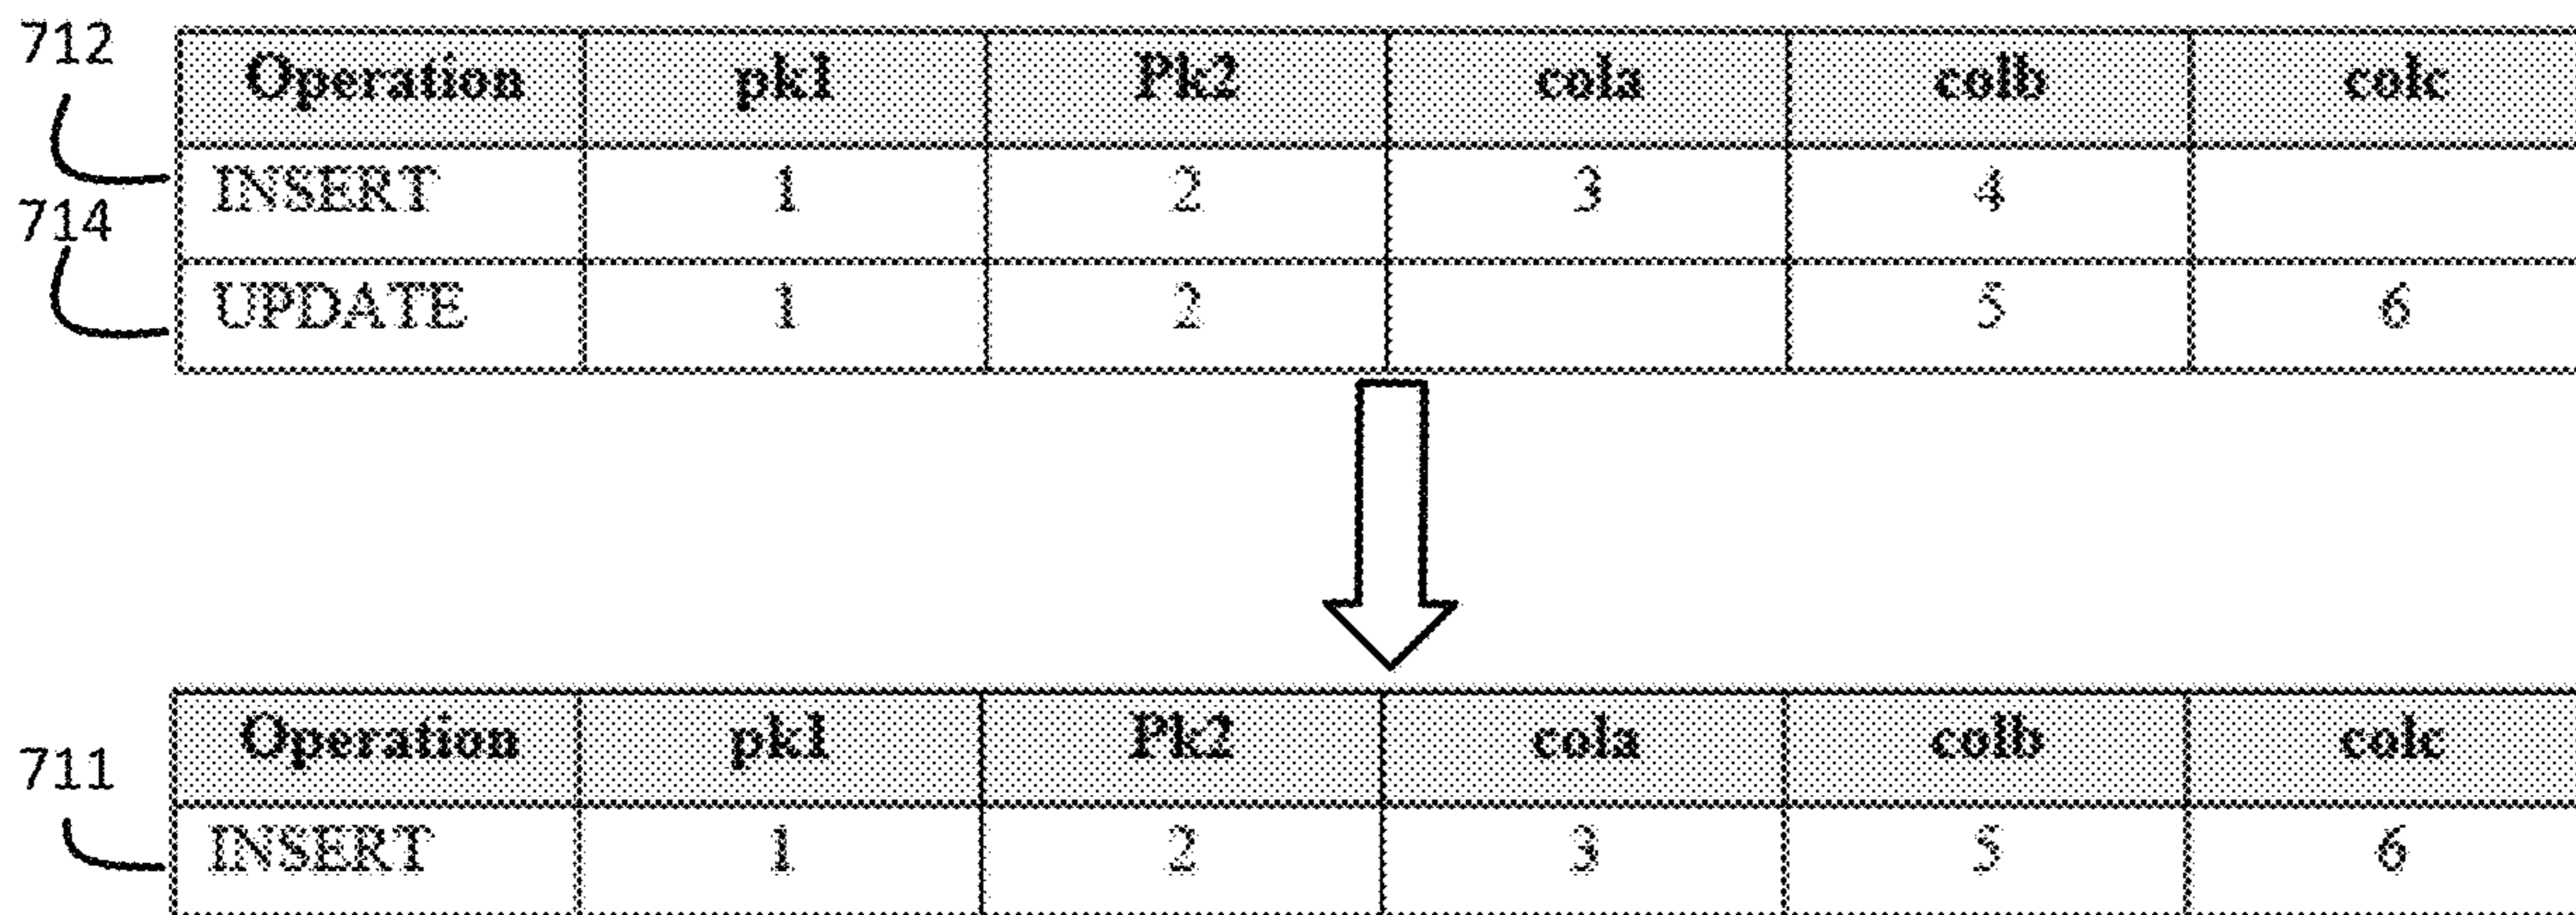 712
Operation pk1 Pk2 cola colb colc
INSERT 1 2 3 4
714
UPDATE 1 2 5 6
Operation pk1 Pk2 cola colb colc
711
INSERT 1 2 3 5 6